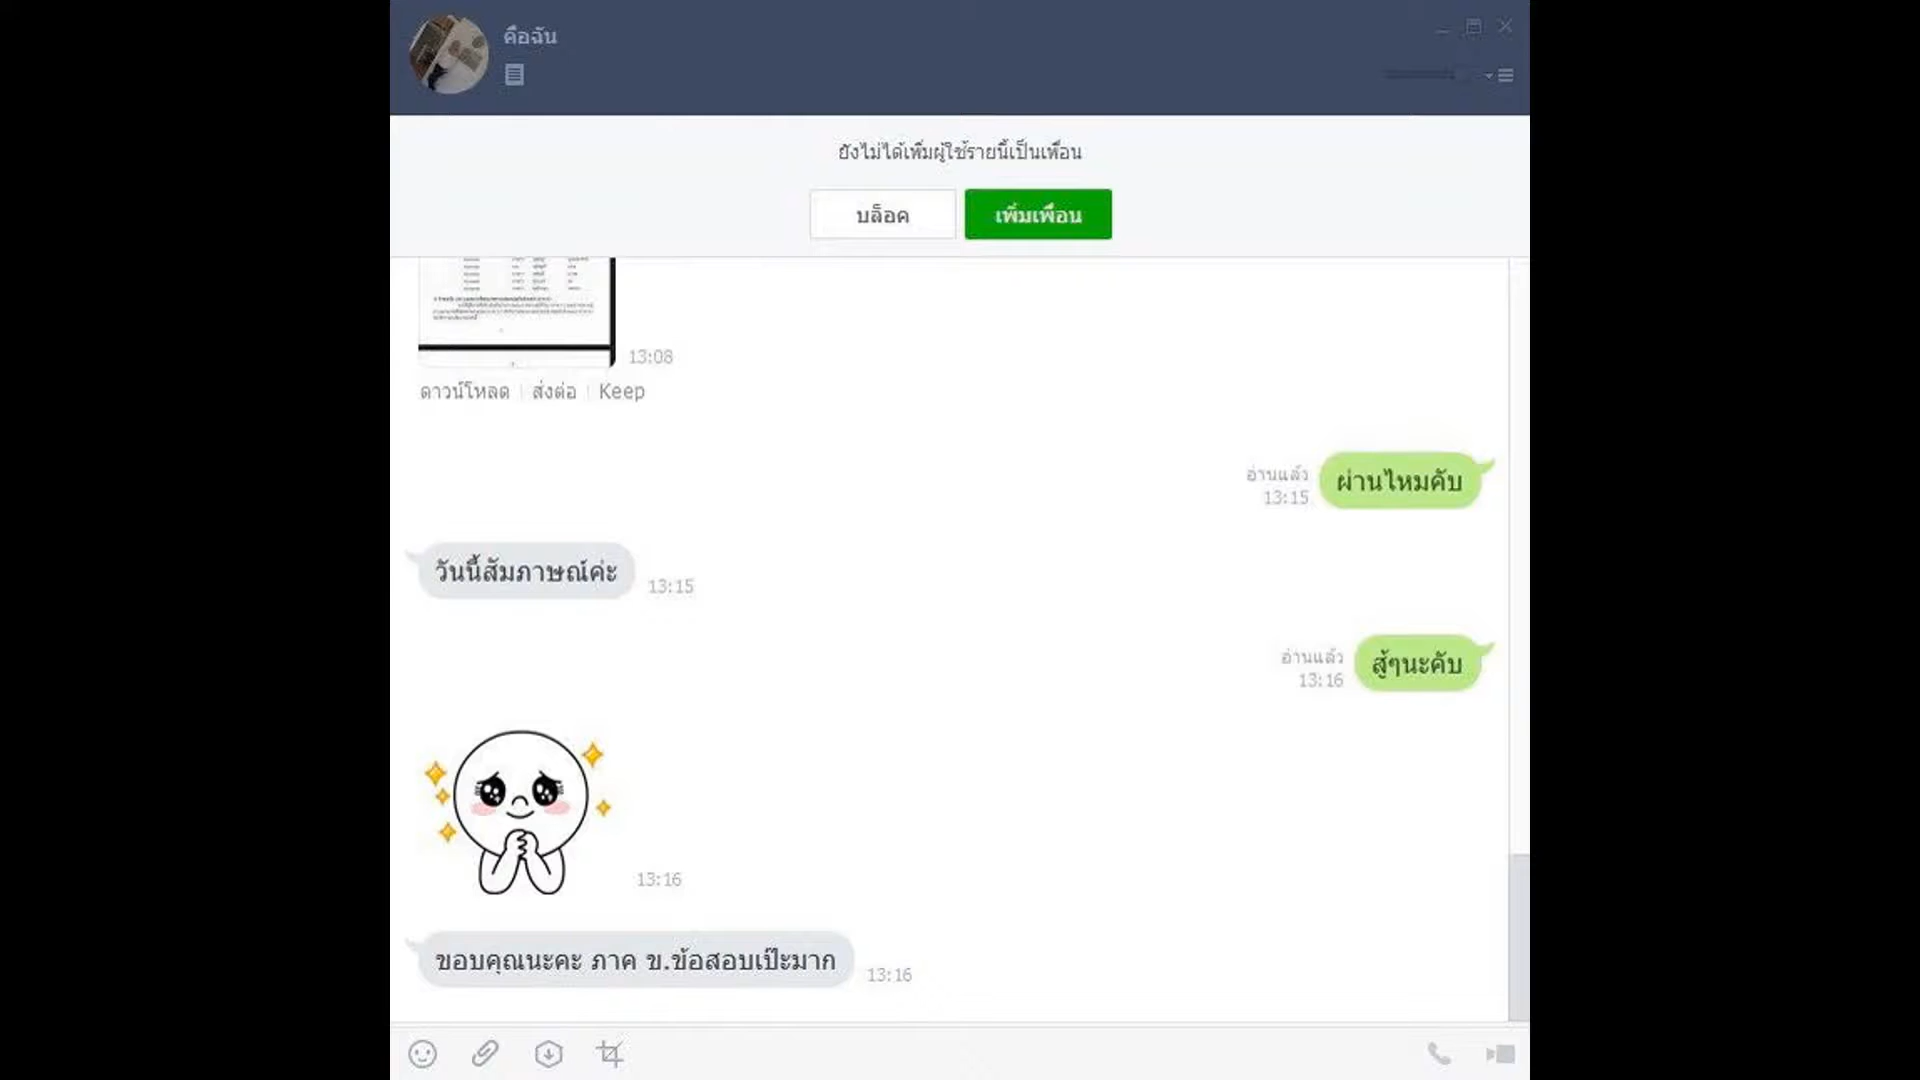 คือฉัน
ยังไม่ได้เพิ่มผู้ใช้รายนี้เป็นเพื่อน
บล็อค
เพิ่มเพื่อน
13:08
ดาวน์โหลด | ส่งต่อ | Keep
อ่านแล้ว
13:15
ผ่านไหมคับ
วันนี้สัมภาษณ์ค่ะ
13:15
อ่านแล้ว
13:16
สู้ๆนะคับ
13:16
ขอบคุณนะคะ ภาค ข.ข้อสอบเป๊ะมาก
13:16